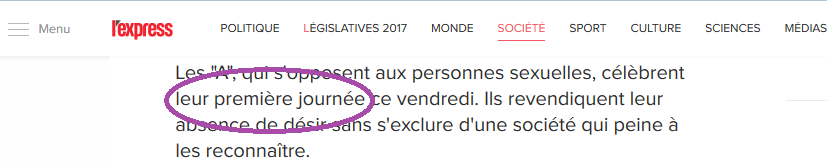 Menu l'express POLITIQUE LÉGISLATIVES 2017 MONDE SOCIÉTÉ SPORT CULTURE SCIENCES MÉDIAS
Les "A", qui s'opposent aux personnes sexuelles, célèbrent
leur première journée ce vendredi. Ils revendiquent leur
absence de désir sans s'exclure d'une société qui peine à
les reconnaître.